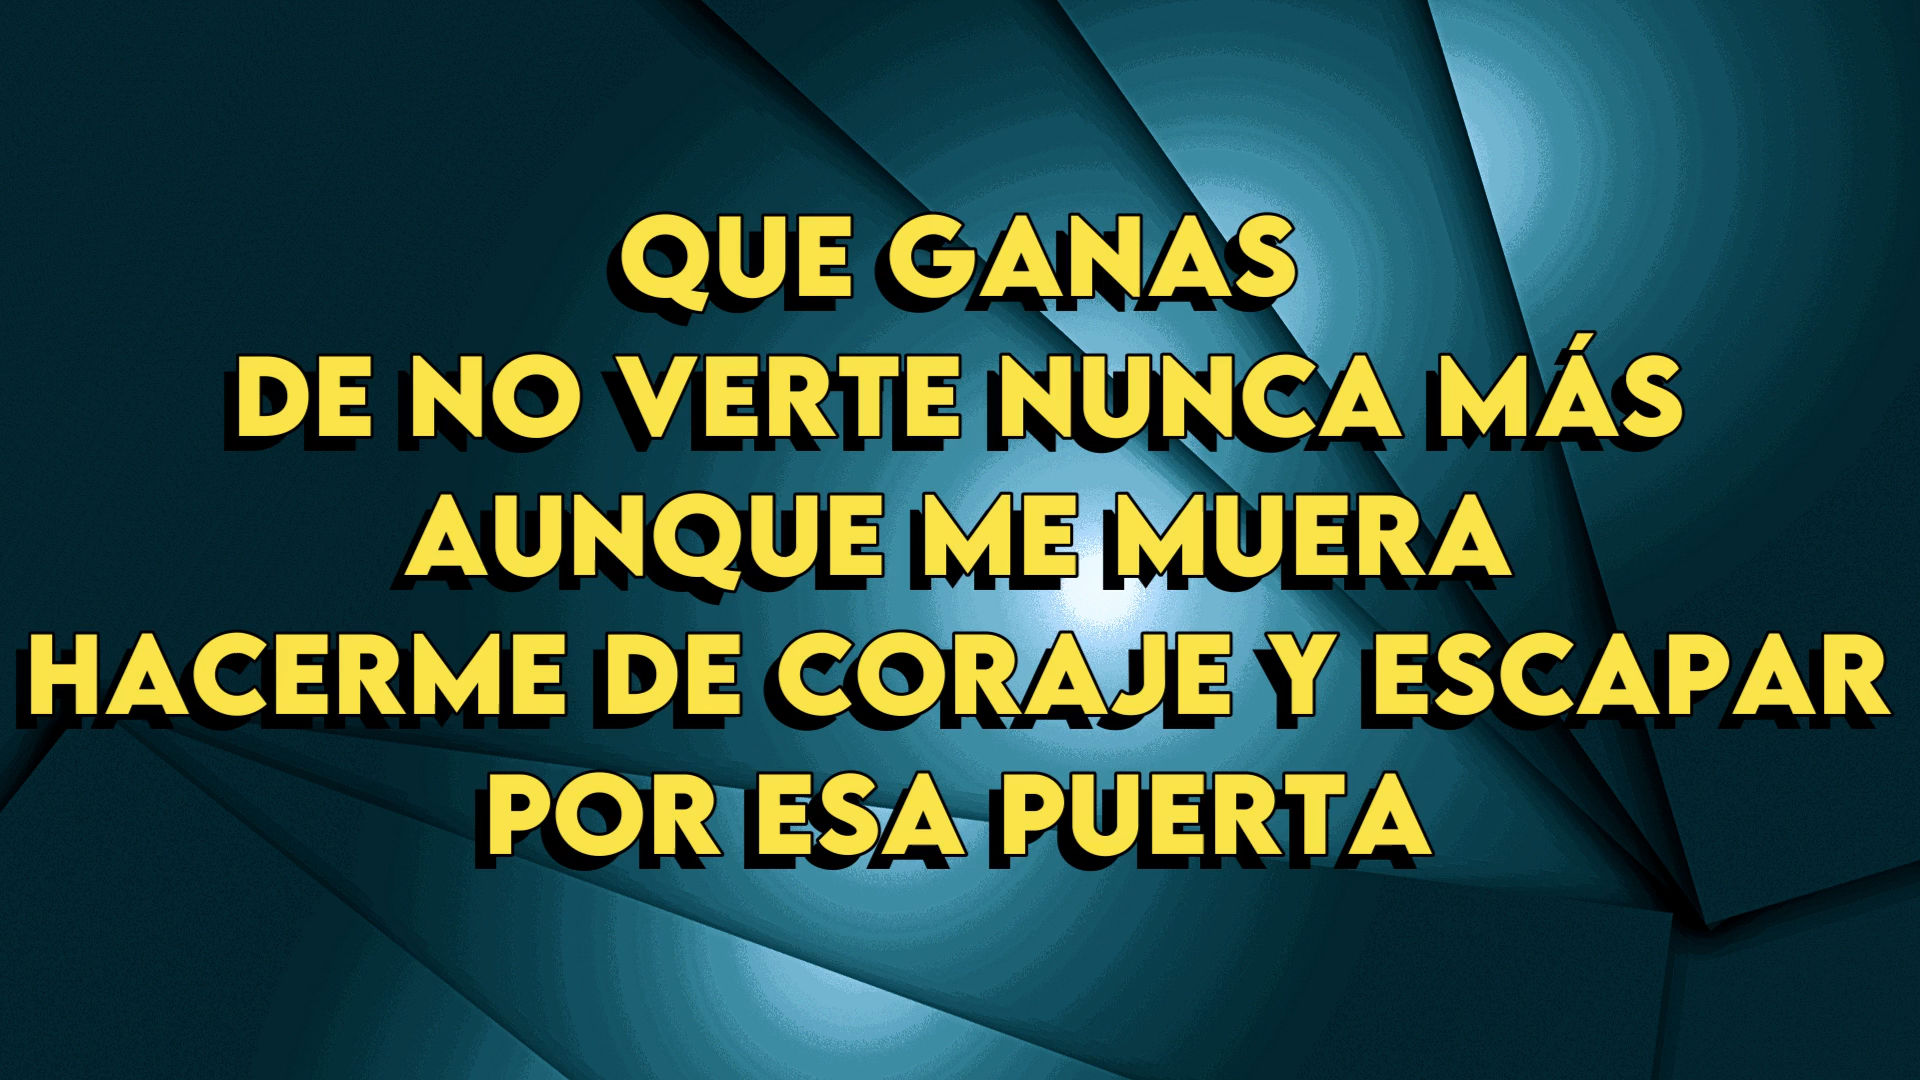 QUE GANAS
DE NO VERTE NUNCA MÁS
AUNQUE ME MUERA
HACERME DE CORAJE Y ESCAPAR
POR ESA PUERTA